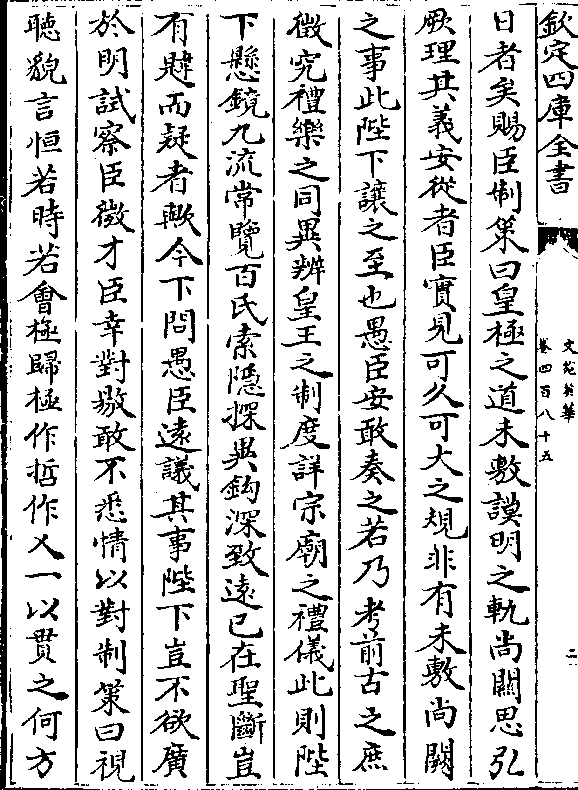 欽定四庫全書
文苑英華
卷四百八十五
二
日者矣賜臣制策曰皇極之道未敷謨明之軌尚闕思弘
厥理其義安從者臣實見可久可大之規非有未敷尚闕
之事此陛下讓之至也愚臣安敢奏之若乃考前古之庶
徵究禮樂之同異辨皇王之制度詳宗廟之禮儀此則陛
下懸鏡九流常覽百氏索隱探異鈎深致遠已在聖斷豈
有疑而疑者歟今下問愚臣遠議其事陛下豈不欲廣
於明試察臣微才臣幸對敭敢不悉情以對制策曰視
聽貌言恒若時若會極歸極作哲作乂一以貫之何方